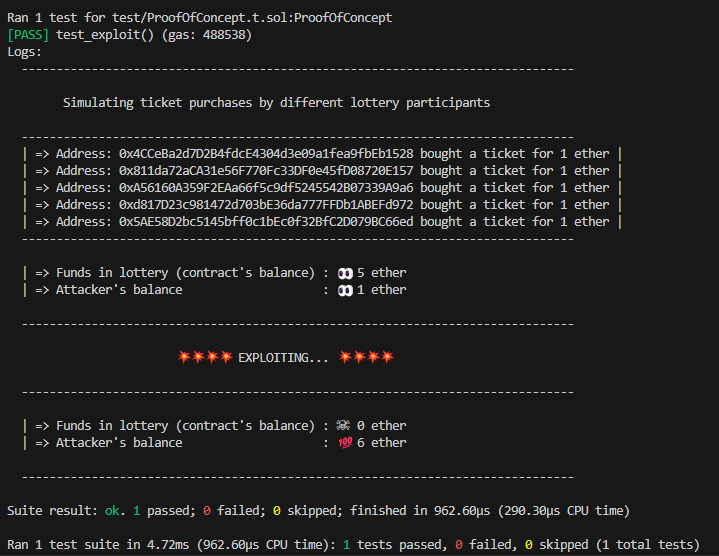 Ran 1 test for test/ProofOfConcept.t.sol:ProofOfConcept
[PASS] test_exploit() (gas: 488538)
Logs:
-------------------------------------------------------------------------------
Simulating ticket purchases by different lottery participants
-------------------------------------------------------------------------------
| => Address: 0x4CCeBa2d7D2B4fdcE4304d3e09a1fea9fbEb1528 bought a ticket for 1 ether |
| => Address: 0x811da72aCA31e56F770Fc33DF0e45fD08720E157 bought a ticket for 1 ether |
| => Address: 0xA56160A359F2EAa66f5c9df5245542B07339A9a6 bought a ticket for 1 ether |
| => Address: 0xd817D23c981472d703bE36da777FFDb1ABEFd972 bought a ticket for 1 ether |
| => Address: 0x5AE58D2bc5145bff0c1bEc0f32BfC2D079BC66ed bought a ticket for 1 ether |
-------------------------------------------------------------------------------
| => Funds in lottery (contract's balance) : 👀 5 ether
| => Attacker's balance : 👀 1 ether
-------------------------------------------------------------------------------
💥💥💥💥 EXPLOITING... 💥💥💥💥
-------------------------------------------------------------------------------
| => Funds in lottery (contract's balance) : ☠ 0 ether
| => Attacker's balance : 💯 6 ether
-------------------------------------------------------------------------------
Suite result: ok. 1 passed; 0 failed; 0 skipped; finished in 962.60µs (290.30µs CPU time)
Ran 1 test suite in 4.72ms (962.60µs CPU time): 1 tests passed, 0 failed, 0 skipped (1 total tests)